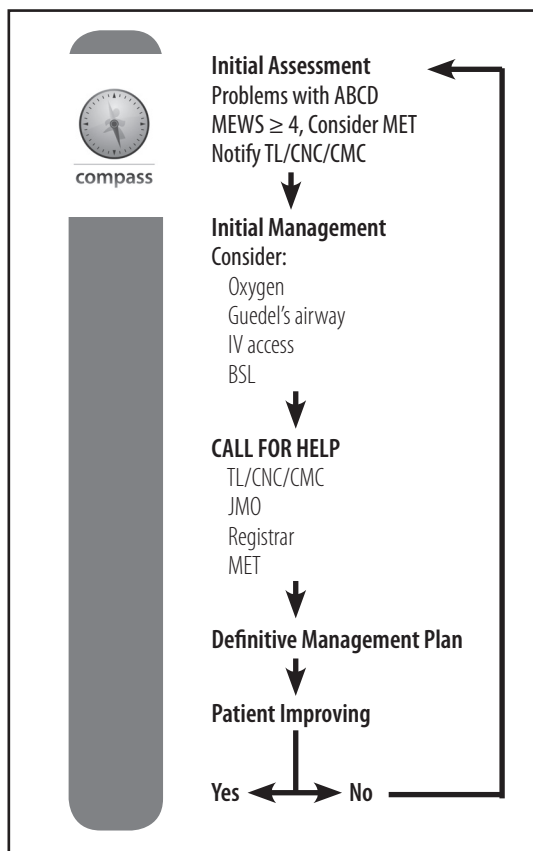 compass
Initial Assessment
Problems with ABCD
MEWS ≥ 4, Consider MET
Notify TL/CNC/CMC
Initial Management
Consider:
Oxygen
Guedel's airway
IV access
BSL
CALL FOR HELP
TL/CNC/CMC
JMO
Registrar
MET
Definitive Management Plan
Patient Improving
Yes No